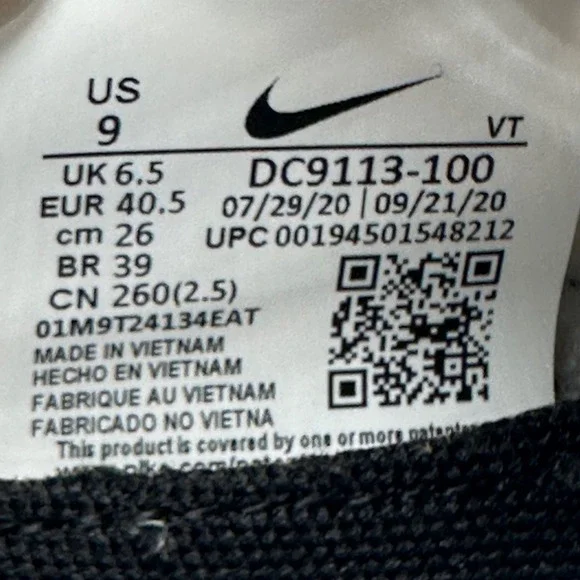 US
9
VT
UK 6.5
DC9113-100
EUR 40.5
07/29/20 | 09/21/20
cm 26
UPC 00194501548212
BR 39
CN 260(2.5)
01M9T24134EAT
MADE IN VIETNAM
HECHO EN VIETNAM
FABRIQUE AU VIETNAM
FABRICADO NO VIETNA
This product is covered by one or more